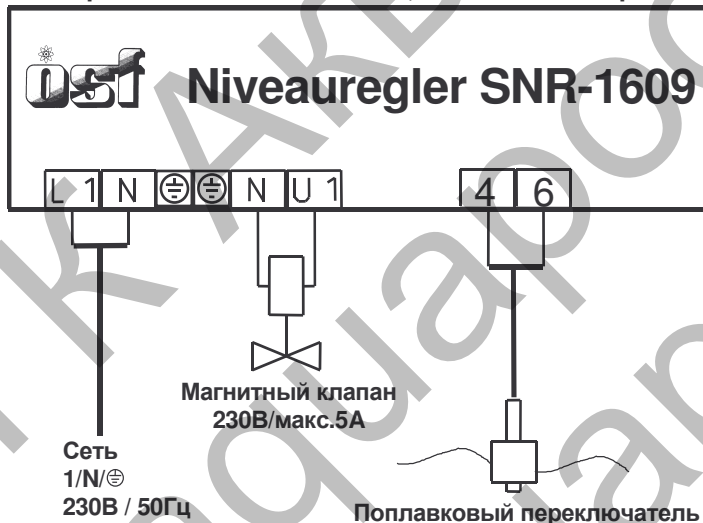 osf Niveauregler SNR-1609
L 1 N ⏚ ⏚ N U 1 4 6
Магнитный клапан
230В/макс.5А
Сеть
1/N/⏚
230В / 50Гц
Поплавковый переключатель